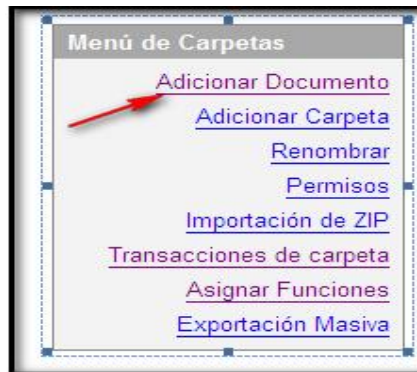 Menú de Carpetas
Adicionar Documento
Adicionar Carpeta
Renombrar
Permisos
Importación de ZIP
Transacciones de carpeta
Asignar Funciones
Exportación Masiva